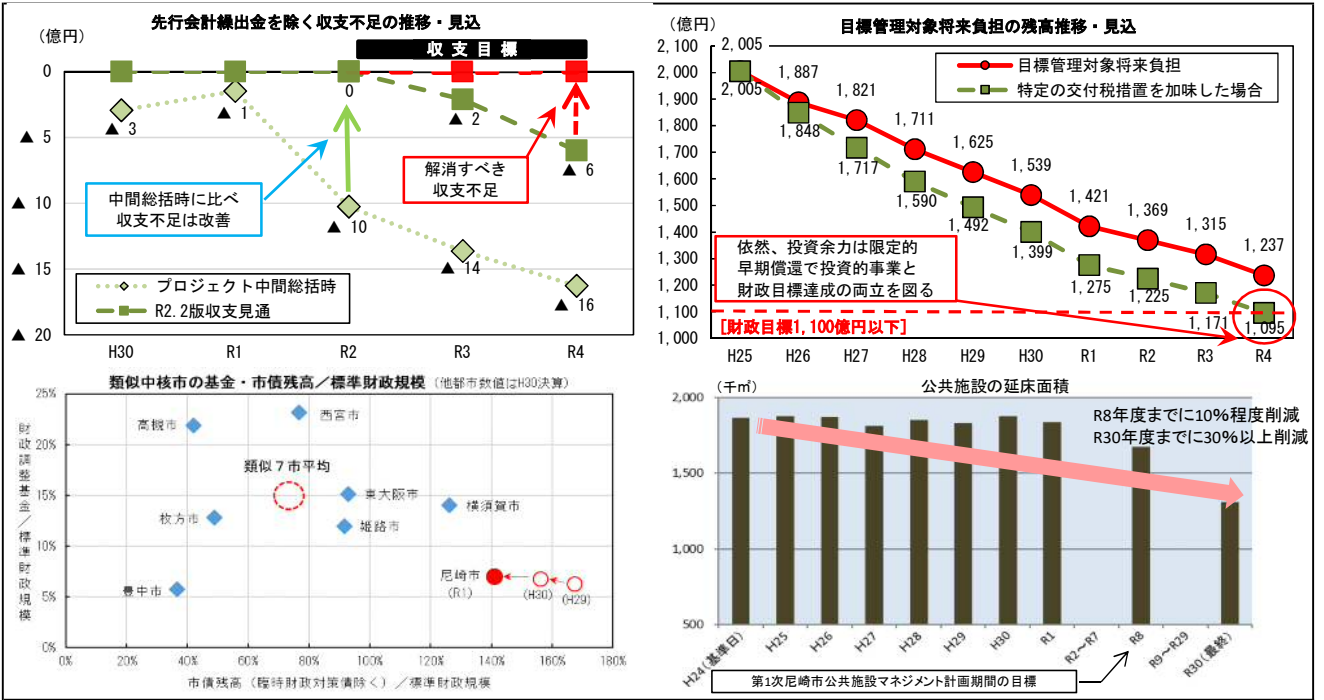 先行会計繰出金を除く収支不足の推移・見込
（億円）
収 支 目 標
0
▲ 5
▲ 10
▲ 15
▲ 20
▲ 3
▲ 1
0
▲ 10
▲ 2
▲ 14
▲ 6
▲ 16
中間総括時に比べ
収支不足は改善
解消すべき
収支不足
プロジェクト中間総括時
R2.2版収支見通
H30 R1 R2 R3 R4
目標管理対象将来負担の残高推移・見込
（億円）
2,100
2,000
1,900
1,800
1,700
1,600
1,500
1,400
1,300
1,200
1,100
1,000
目標管理対象将来負担
特定の交付税措置を加味した場合
2,005 1,887 1,821 1,711 1,625 1,539 1,421 1,369 1,315 1,237
2,005 1,848 1,717 1,590 1,492 1,399 1,275 1,225 1,171 1,095
依然、投資余力は限定的
早期償還で投資的事業と
財政目標達成の両立を図る
[財政目標1,100億円以下]
H25 H26 H27 H28 H29 H30 R1 R2 R3 R4
類似中核市の基金・市債残高／標準財政規模 （他都市数値はH30決算）
財政調整基金／標準財政規模
25%
20%
15%
10%
5%
0%
高槻市
西宮市
類似７市平均
東大阪市
横須賀市
枚方市
姫路市
豊中市
尼崎市
(R1)
(H30)
(H29)
0% 20% 40% 60% 80% 100% 120% 140% 160% 180%
市債残高（臨時財政対策債除く）／標準財政規模
（千㎡）
公共施設の延床面積
2,000
1,500
1,000
500
R8年度までに10%程度削減
R30年度までに30%以上削減
H24(基準日) H25 H26 H27 H28 H29 H30 R1 R2～R7 R8 R9～R29 R30(最終)
第1次尼崎市公共施設マネジメント計画期間の目標